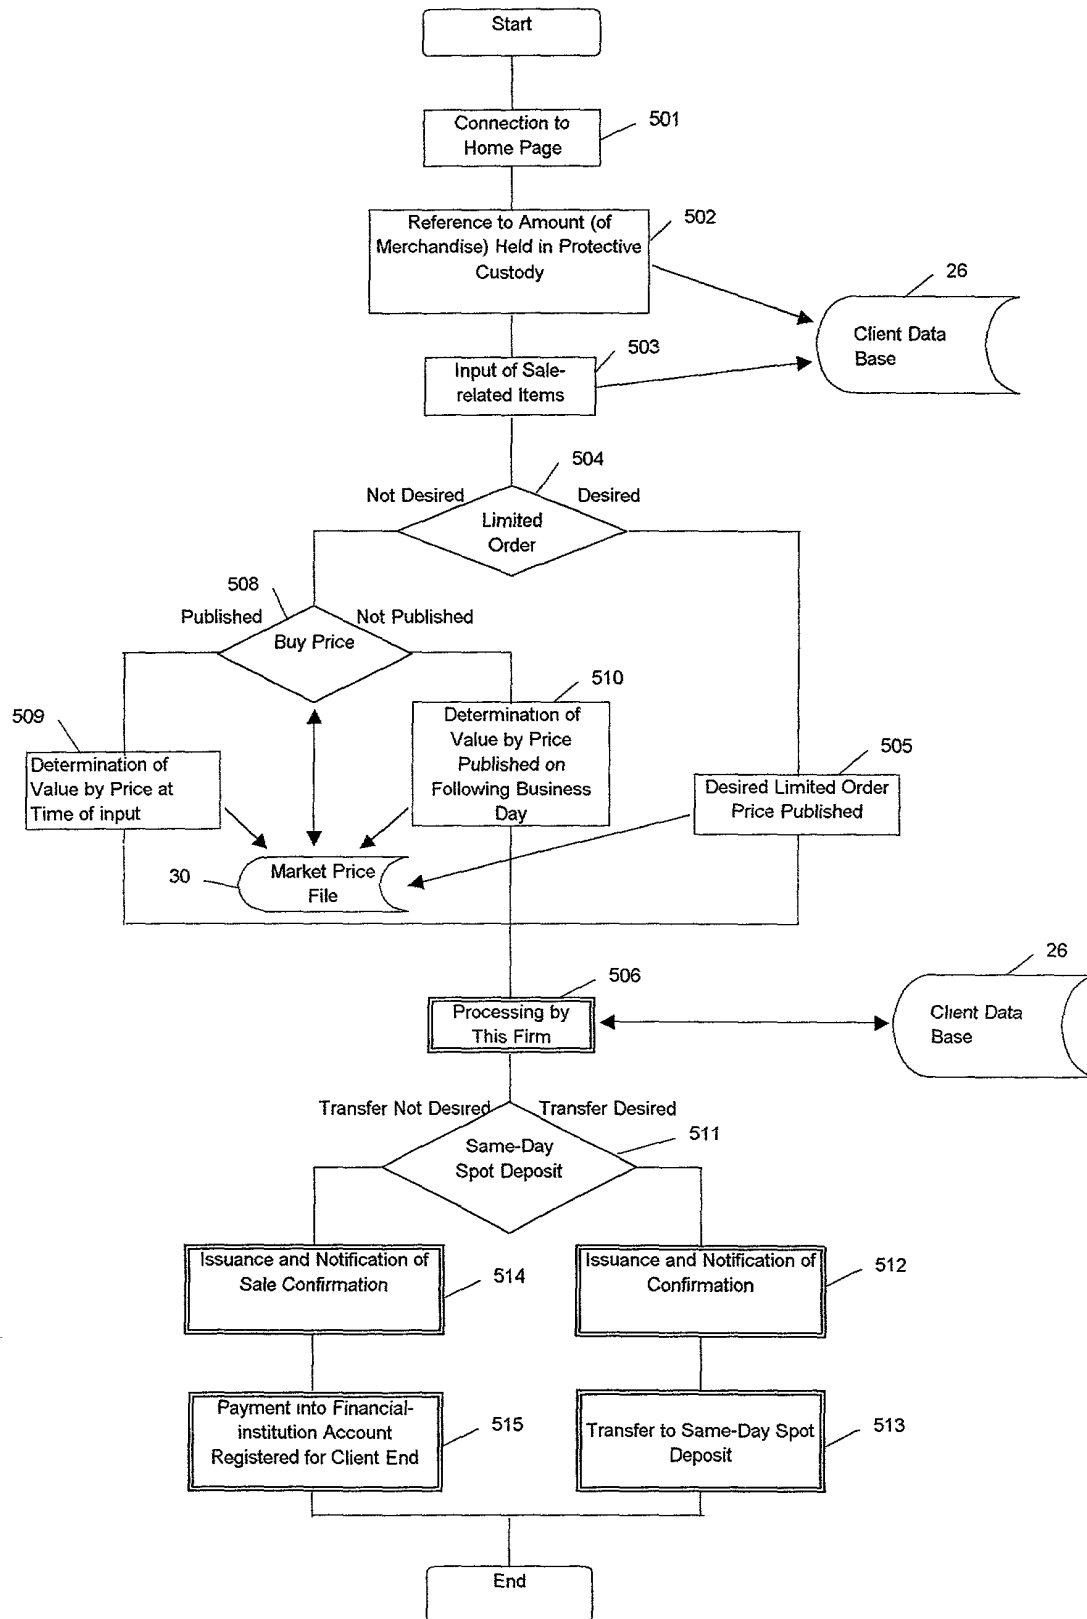 Start
Connection to
Home Page
501
Reference to Amount (of
Merchandise) Held in Protective
Custody
502
26
Client Data
Base
Input of Sale-
related Items
503
504
Not Desired
Desired
Limited
Order
508
Published
Not Published
Buy Price
509
Determination of
Value by Price at
Time of input
510
Determination of
Value by Price
Published on
Following Business
Day
505
Desired Limited Order
Price Published
30
Market Price
File
506
Processing by
This Firm
26
Client Data
Base
Transfer Not Desired
Transfer Desired
511
Same-Day
Spot Deposit
Issuance and Notification of
Sale Confirmation
514
Issuance and Notification of
Confirmation
512
Payment into Financial-
institution Account
Registered for Client End
515
Transfer to Same-Day Spot
Deposit
513
End